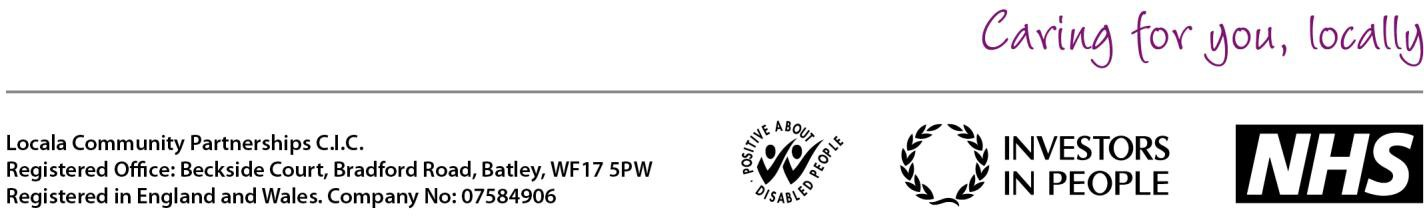 Caring for you, locally
Locala Community Partnerships C.I.C.
Registered Office: Beckside Court, Bradford Road, Batley, WF17 5PW
Registered in England and Wales. Company No: 07584906
POSITIVE ABOUT
DISABLED PEOPLE
INVESTORS
IN PEOPLE
NHS